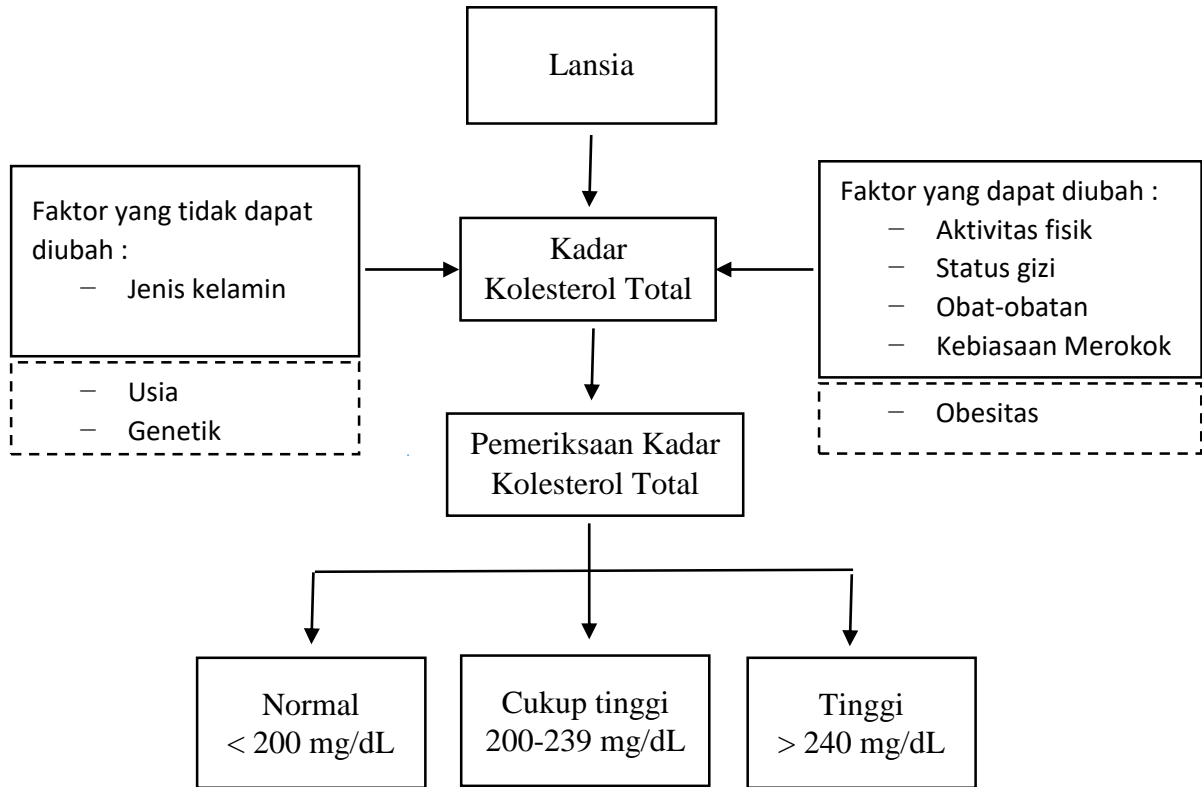 Lansia
Faktor yang tidak dapat
diubah :
– Jenis kelamin
– Usia
– Genetik
Kadar
Kolesterol Total
Faktor yang dapat diubah :
– Aktivitas fisik
– Status gizi
– Obat-obatan
– Kebiasaan Merokok
– Obesitas
Pemeriksaan Kadar
Kolesterol Total
Normal
< 200 mg/dL
Cukup tinggi
200-239 mg/dL
Tinggi
> 240 mg/dL